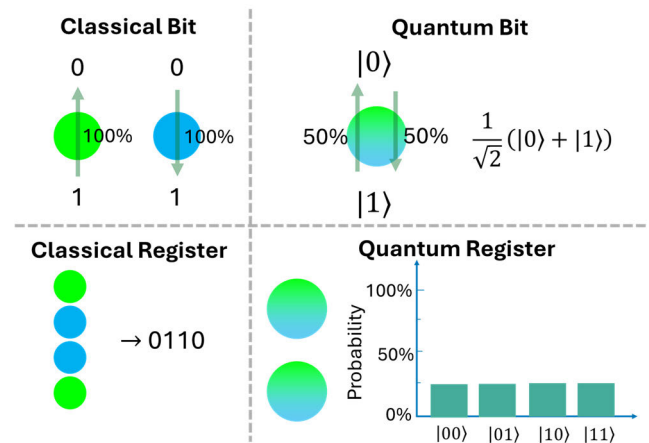 Classical Bit
0 0
100% 100%
1 1
Quantum Bit
|0⟩
50% 50%
|1⟩
1/√2 (|0⟩ + |1⟩)
Classical Register
→ 0110
Quantum Register
Probability
100%
50%
0%
|00⟩ |01⟩ |10⟩ |11⟩